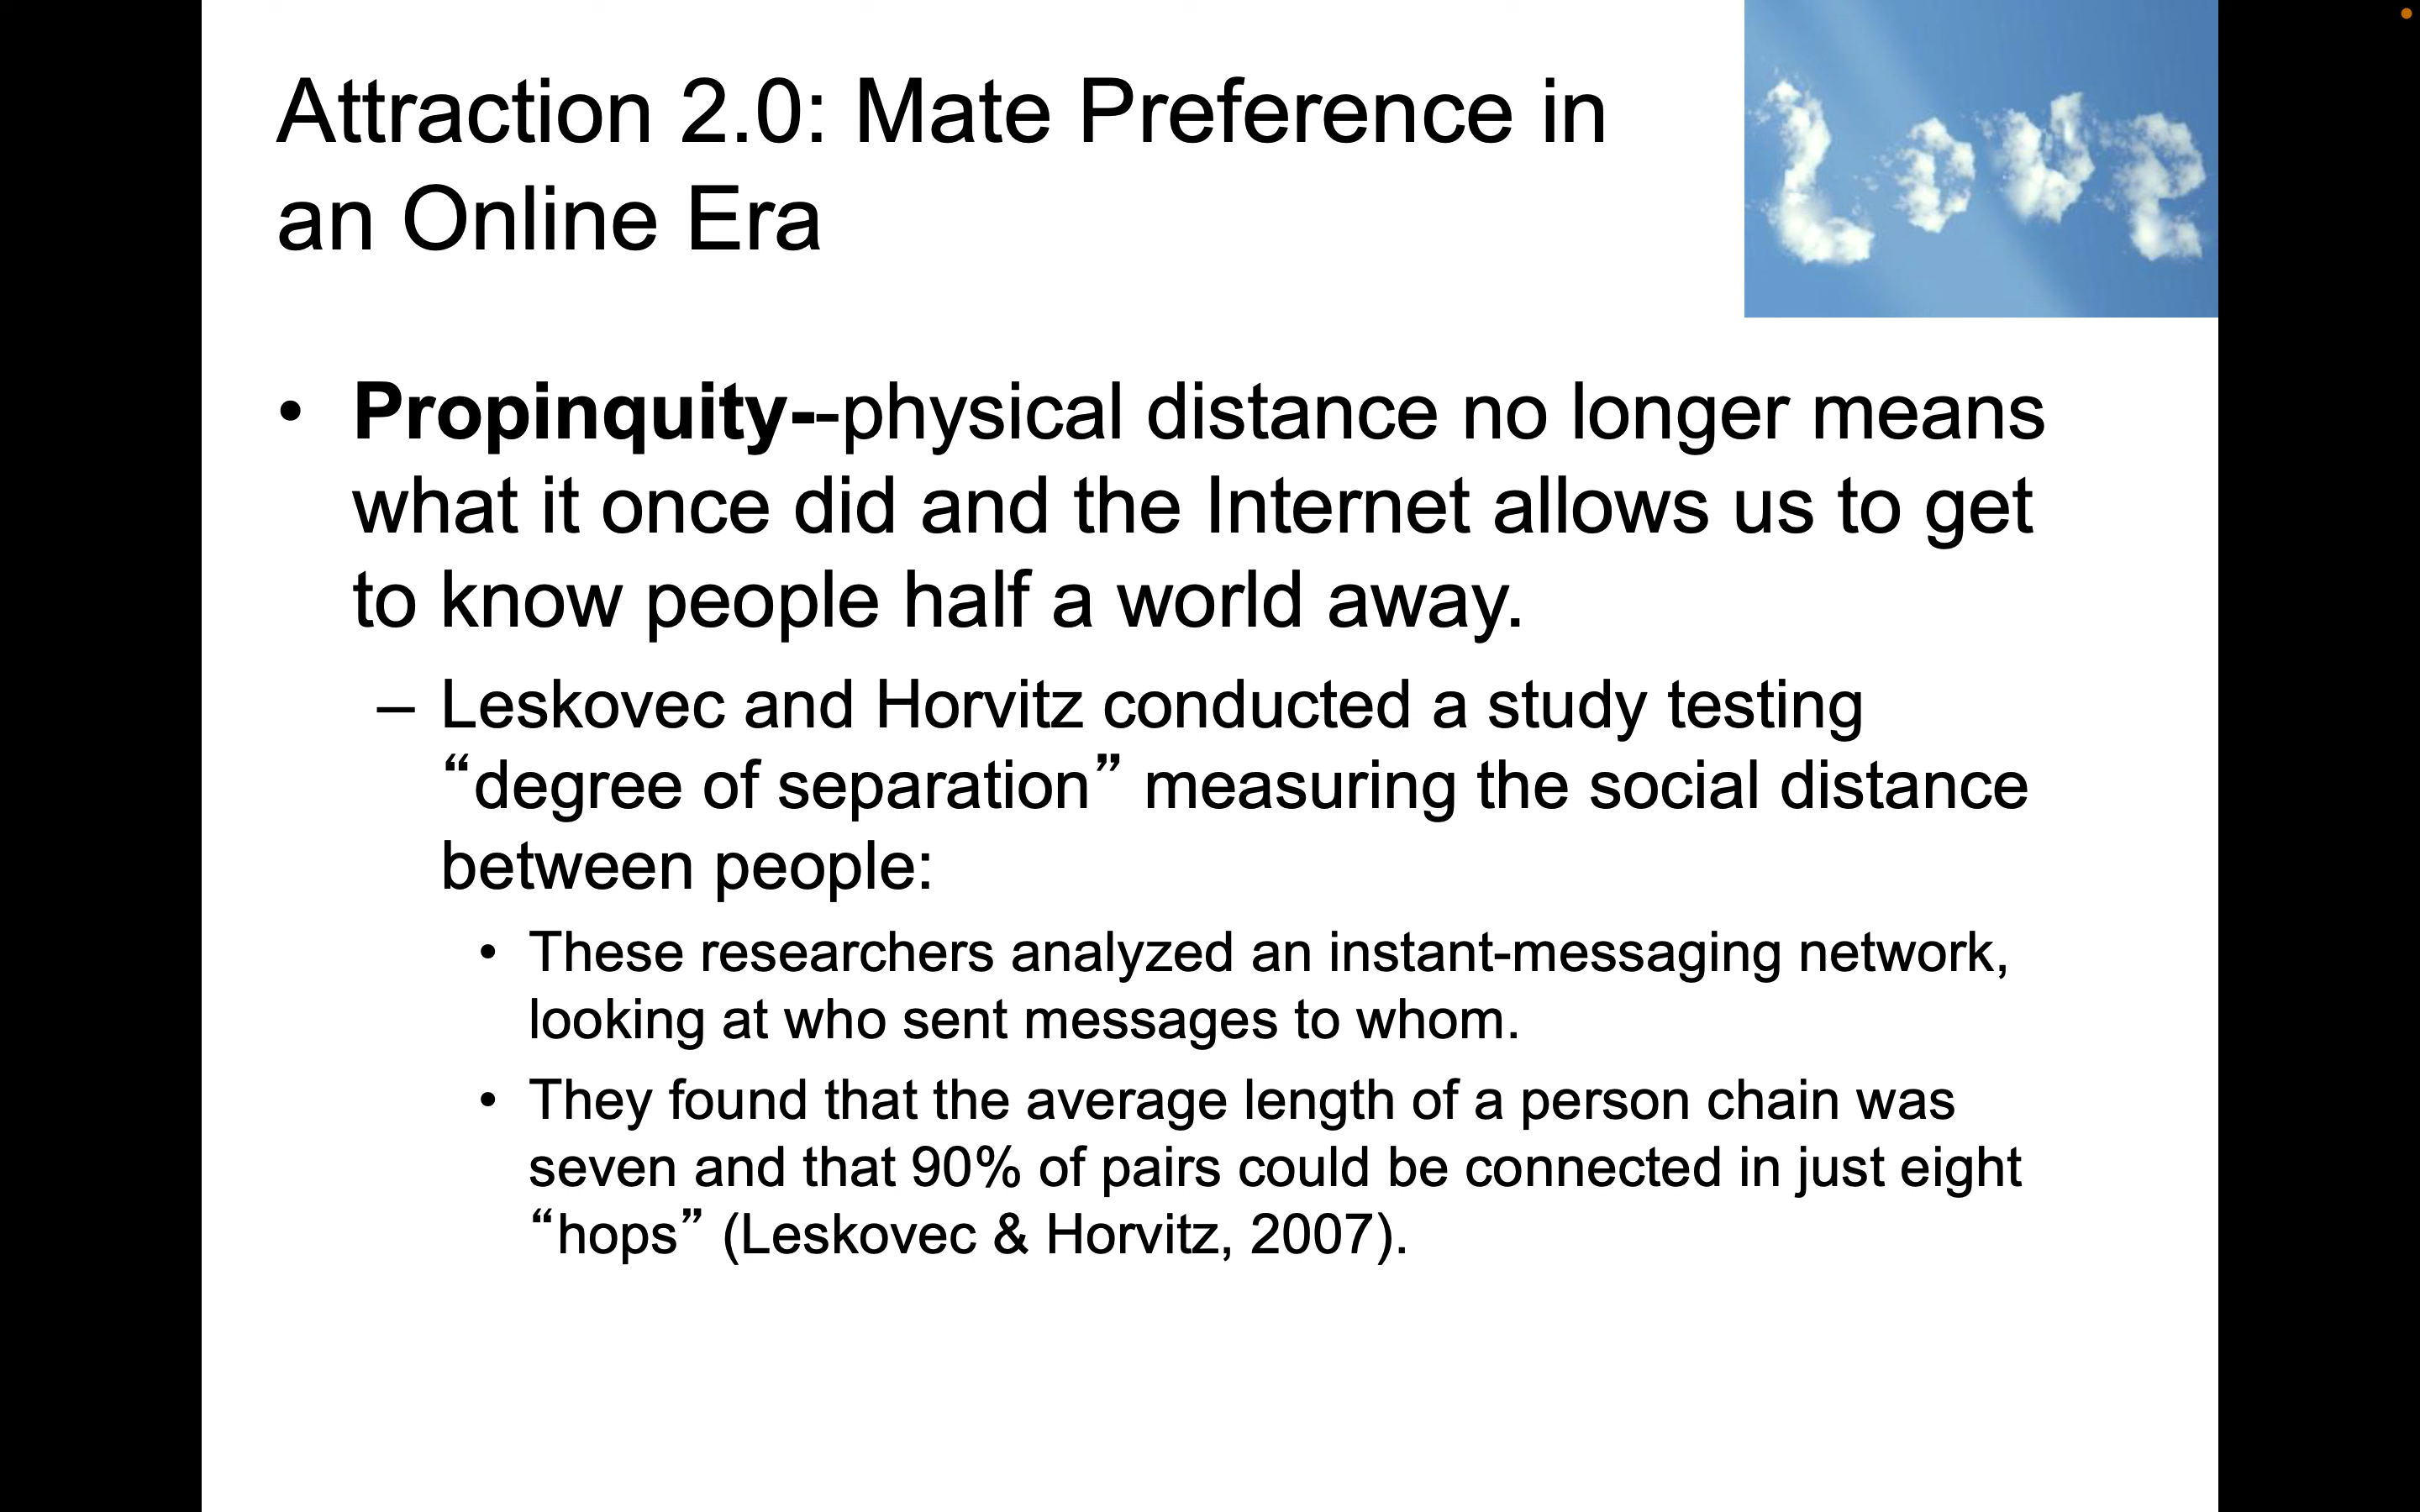 Attraction 2.0: Mate Preference in
an Online Era
Love
• Propinquity--physical distance no longer means
what it once did and the Internet allows us to get
to know people half a world away.
– Leskovec and Horvitz conducted a study testing
“degree of separation” measuring the social distance
between people:
• These researchers analyzed an instant-messaging network,
looking at who sent messages to whom.
• They found that the average length of a person chain was
seven and that 90% of pairs could be connected in just eight
“hops” (Leskovec & Horvitz, 2007).